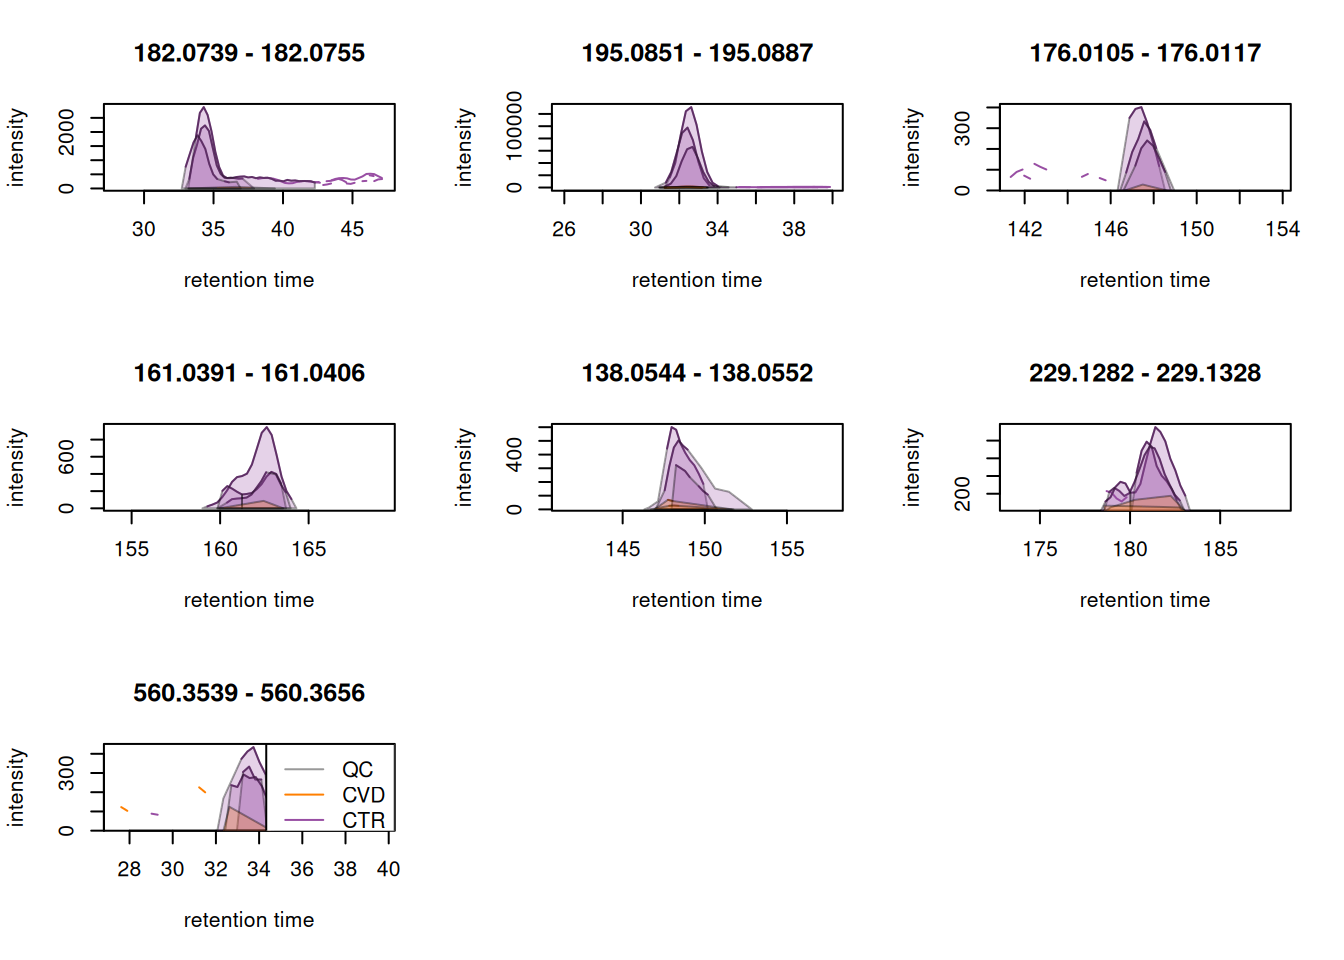 182.0739 - 182.0755
intensity
0 2000
30 35 40 45
retention time
195.0851 - 195.0887
intensity
0 100000
26 30 34 38
retention time
176.0105 - 176.0117
intensity
0 300
142 146 150 154
retention time
161.0391 - 161.0406
intensity
0 600
155 160 165
retention time
138.0544 - 138.0552
intensity
0 400
145 150 155
retention time
229.1282 - 229.1328
intensity
200
175 180 185
retention time
560.3539 - 560.3656
intensity
0 300
QC
CVD
CTR
28 30 32 34 36 38 40
retention time